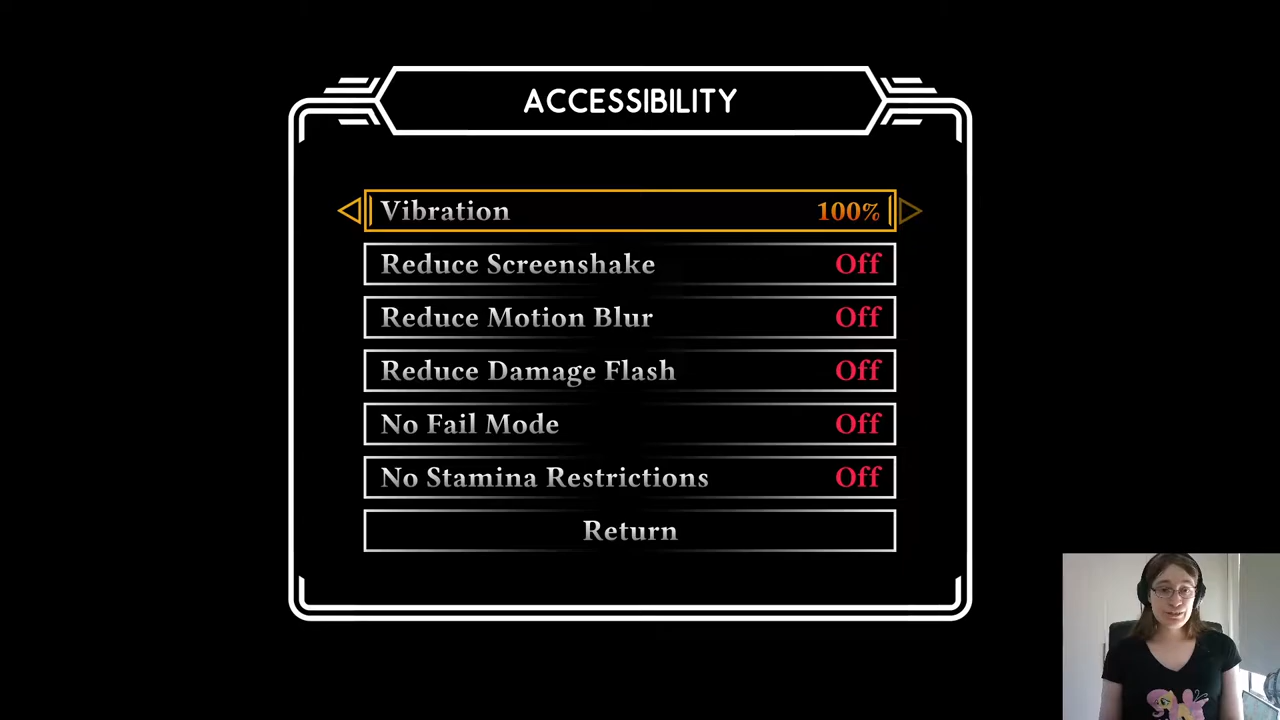 ACCESSIBILITY
Vibration 100%
Reduce Screenshake Off
Reduce Motion Blur Off
Reduce Damage Flash Off
No Fail Mode Off
No Stamina Restrictions Off
Return